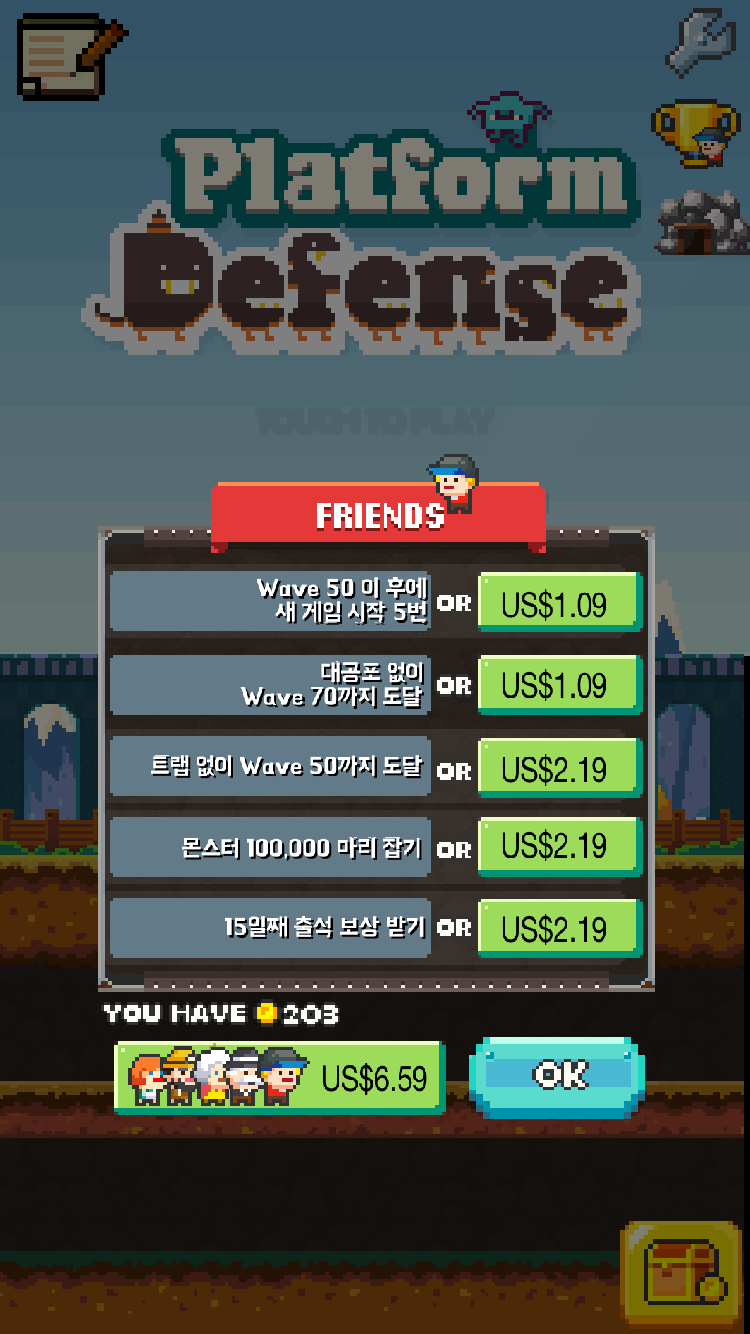 Platform
Defense
TOUCH TO PLAY
FRIENDS
Wave 50 이 후에
새 게임 시작 5번
OR
US$1.09
대공포 없이
Wave 70까지 도달
OR
US$1.09
트랩 없이 Wave 50까지 도달
OR
US$2.19
몬스터 100,000 마리 잡기
OR
US$2.19
15일째 출석 보상 받기
OR
US$2.19
YOU HAVE 203
US$6.59
OK